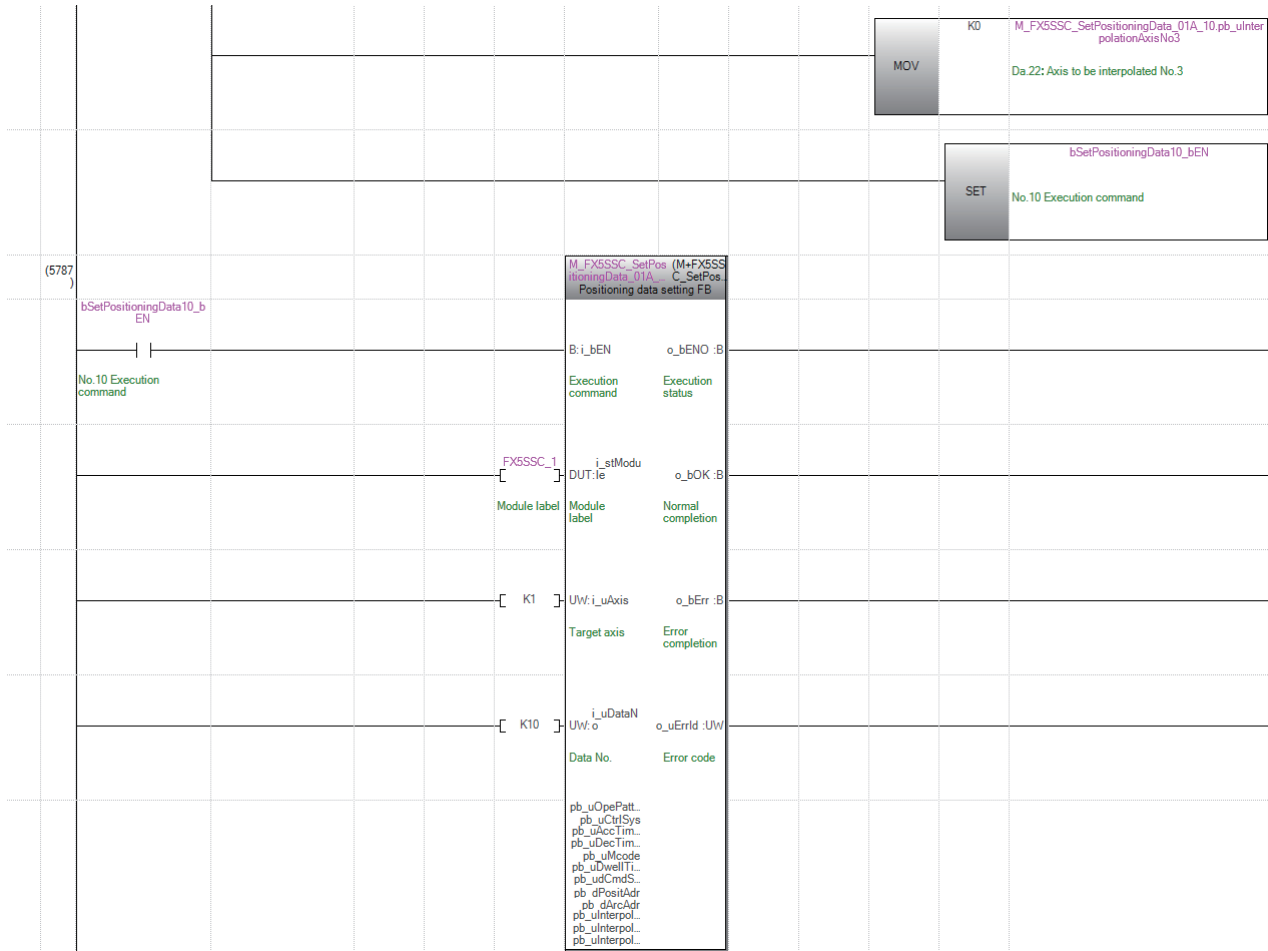 K0
M_FX5SSC_SetPositioningData_01A_10.pb_uInter
polationAxisNo3
MOV
Da.22: Axis to be interpolated No.3
bSetPositioningData10_bEN
SET
No.10 Execution command
(5787
)
M_FX5SSC_SetPos (M+FX5SS
itioningData_01A_... C_SetPos...
Positioning data setting FB
bSetPositioningData10_b
EN
B: i_bEN
o_bENO :B
No.10 Execution
command
Execution
command
Execution
status
FX5SSC_1
i_stModu
DUT:le
o_bOK :B
Module label
Module
label
Normal
completion
K1
UW: i_uAxis
o_bErr :B
Target axis
Error
completion
K10
i_uDataN
UW: o
o_uErrId :UW
Data No.
Error code
pb_uOpePatt...
pb_uCtrlSys
pb_uAccTim...
pb_uDecTim...
pb_uMcode
pb_uDwellTi...
pb_udCmdS...
pb_dPositAdr
pb_dArcAdr
pb_uInterpol...
pb_uInterpol...
pb_uInterpol...